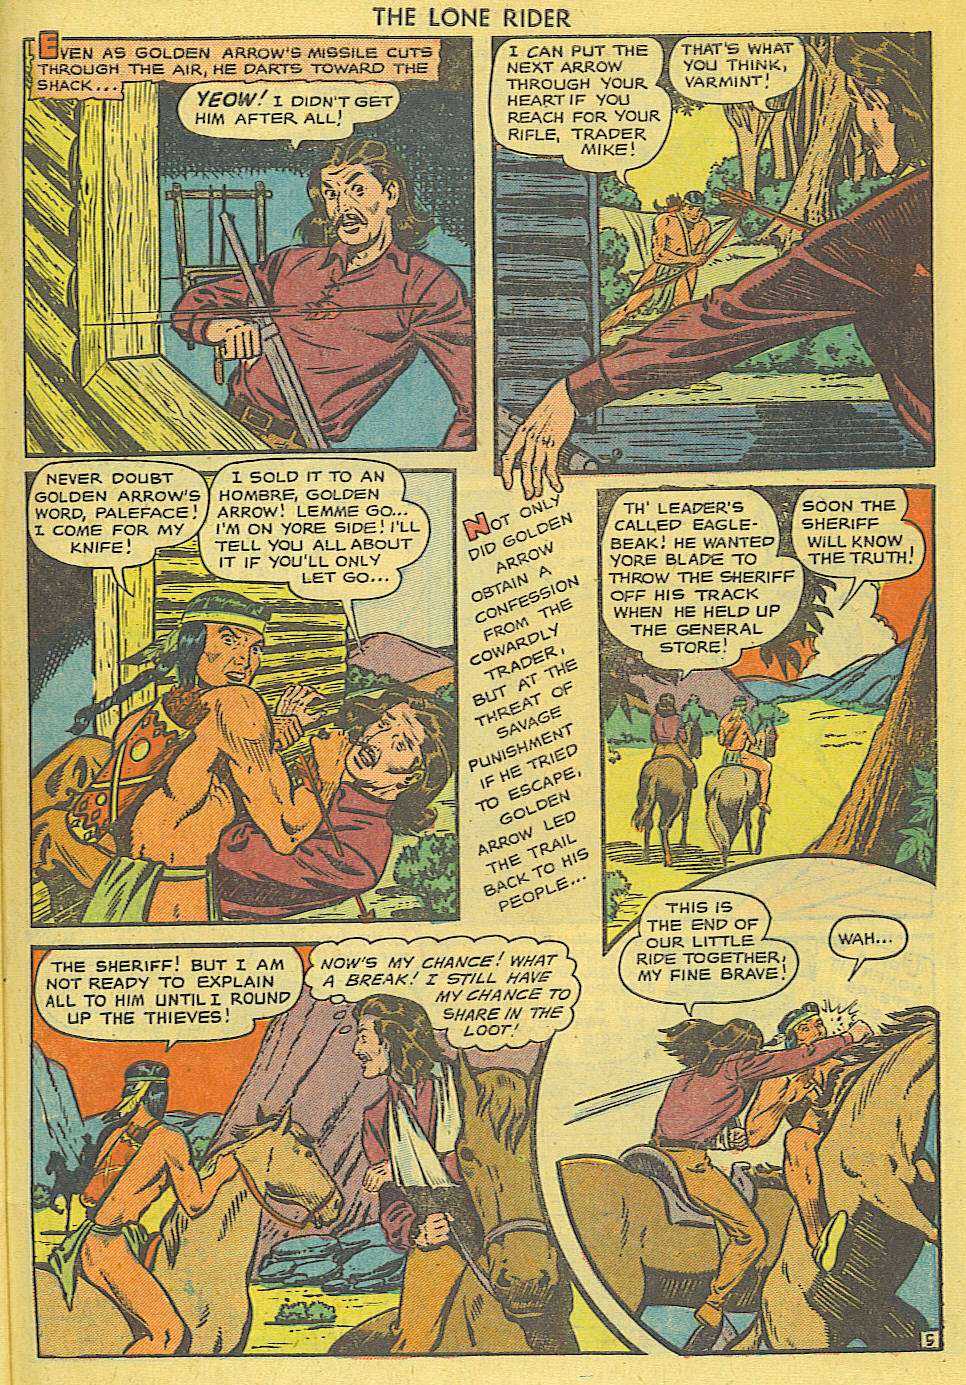 THE LONE RIDER
EVEN AS GOLDEN ARROW'S MISSILE CUTS
THROUGH THE AIR, HE DARTS TOWARD THE
SHACK...
YEOW! I DIDN'T GET
HIM AFTER ALL!
I CAN PUT THE
NEXT ARROW
THROUGH YOUR
HEART IF YOU
REACH FOR YOUR
RIFLE, TRADER
MIKE!
THAT'S WHAT
YOU THINK,
VARMINT!
NEVER DOUBT
GOLDEN ARROW'S
WORD, PALEFACE!
I COME FOR MY
KNIFE!
I SOLD IT TO AN
HOMBRE, GOLDEN
ARROW! LEMME GO...
I'M ON YORE SIDE! I'LL
TELL YOU ALL ABOUT
IT IF YOU'LL ONLY
LET GO...
NOT ONLY
DID GOLDEN
ARROW
OBTAIN A
CONFESSION
FROM THE
COWARDLY
TRADER,
BUT AT THE
THREAT OF
SAVAGE
PUNISHMENT
IF HE TRIED
TO ESCAPE,
GOLDEN
ARROW LED
THE TRAIL
BACK TO HIS
PEOPLE...
TH' LEADER'S
CALLED EAGLE-
BEAK! HE WANTED
YORE BLADE TO
THROW THE SHERIFF
OFF HIS TRACK
WHEN HE HELD UP
THE GENERAL
STORE!
SOON THE
SHERIFF
WILL KNOW
THE TRUTH!
THE SHERIFF! BUT I AM
NOT READY TO EXPLAIN
ALL TO HIM UNTIL I ROUND
UP THE THIEVES!
NOW'S MY CHANCE! WHAT
A BREAK! I STILL HAVE
MY CHANCE TO
SHARE IN THE
LOOT!
THIS IS
THE END OF
OUR LITTLE
RIDE TOGETHER,
MY FINE BRAVE!
WAH...
5